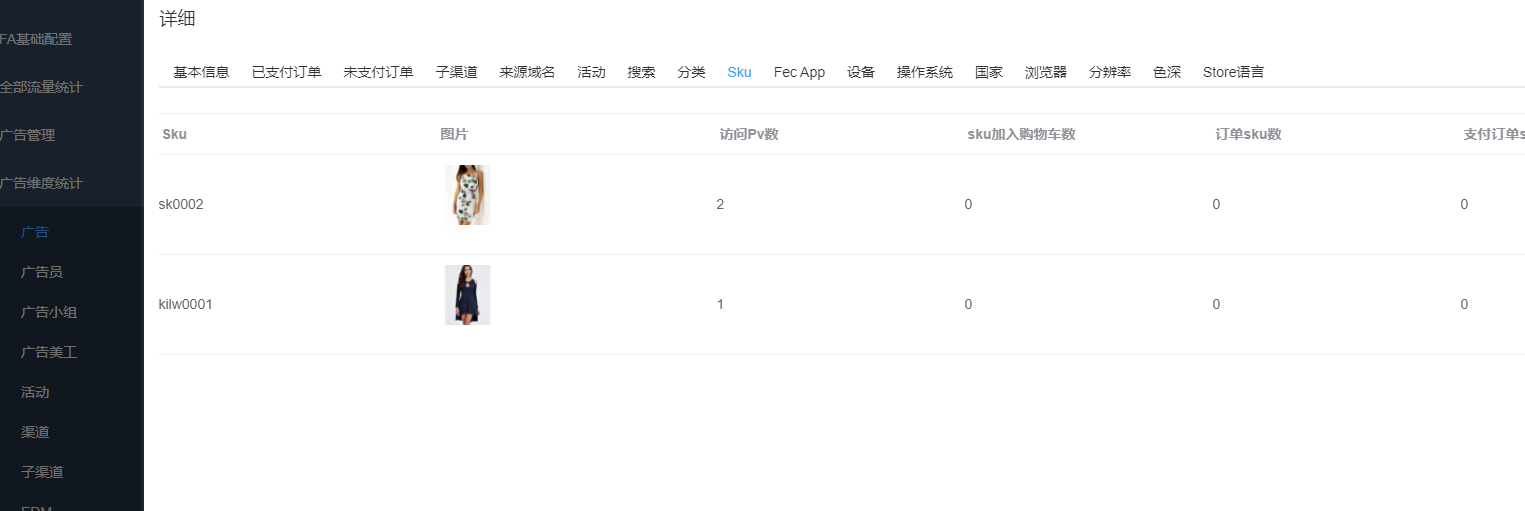 详细
FA基础配置
全部流量统计
广告管理
广告维度统计
广告
广告员
广告小组
广告美工
活动
渠道
子渠道
EDM
基本信息 已支付订单 未支付订单 子渠道 来源域名 活动 搜索 分类 Sku Fec App 设备 操作系统 国家 浏览器 分辨率 色深 Store语言
Sku 图片 访问Pv数 sku加入购物车数 订单sku数 支付订单s
sk0002 2 0 0 0
kilw0001 1 0 0 0